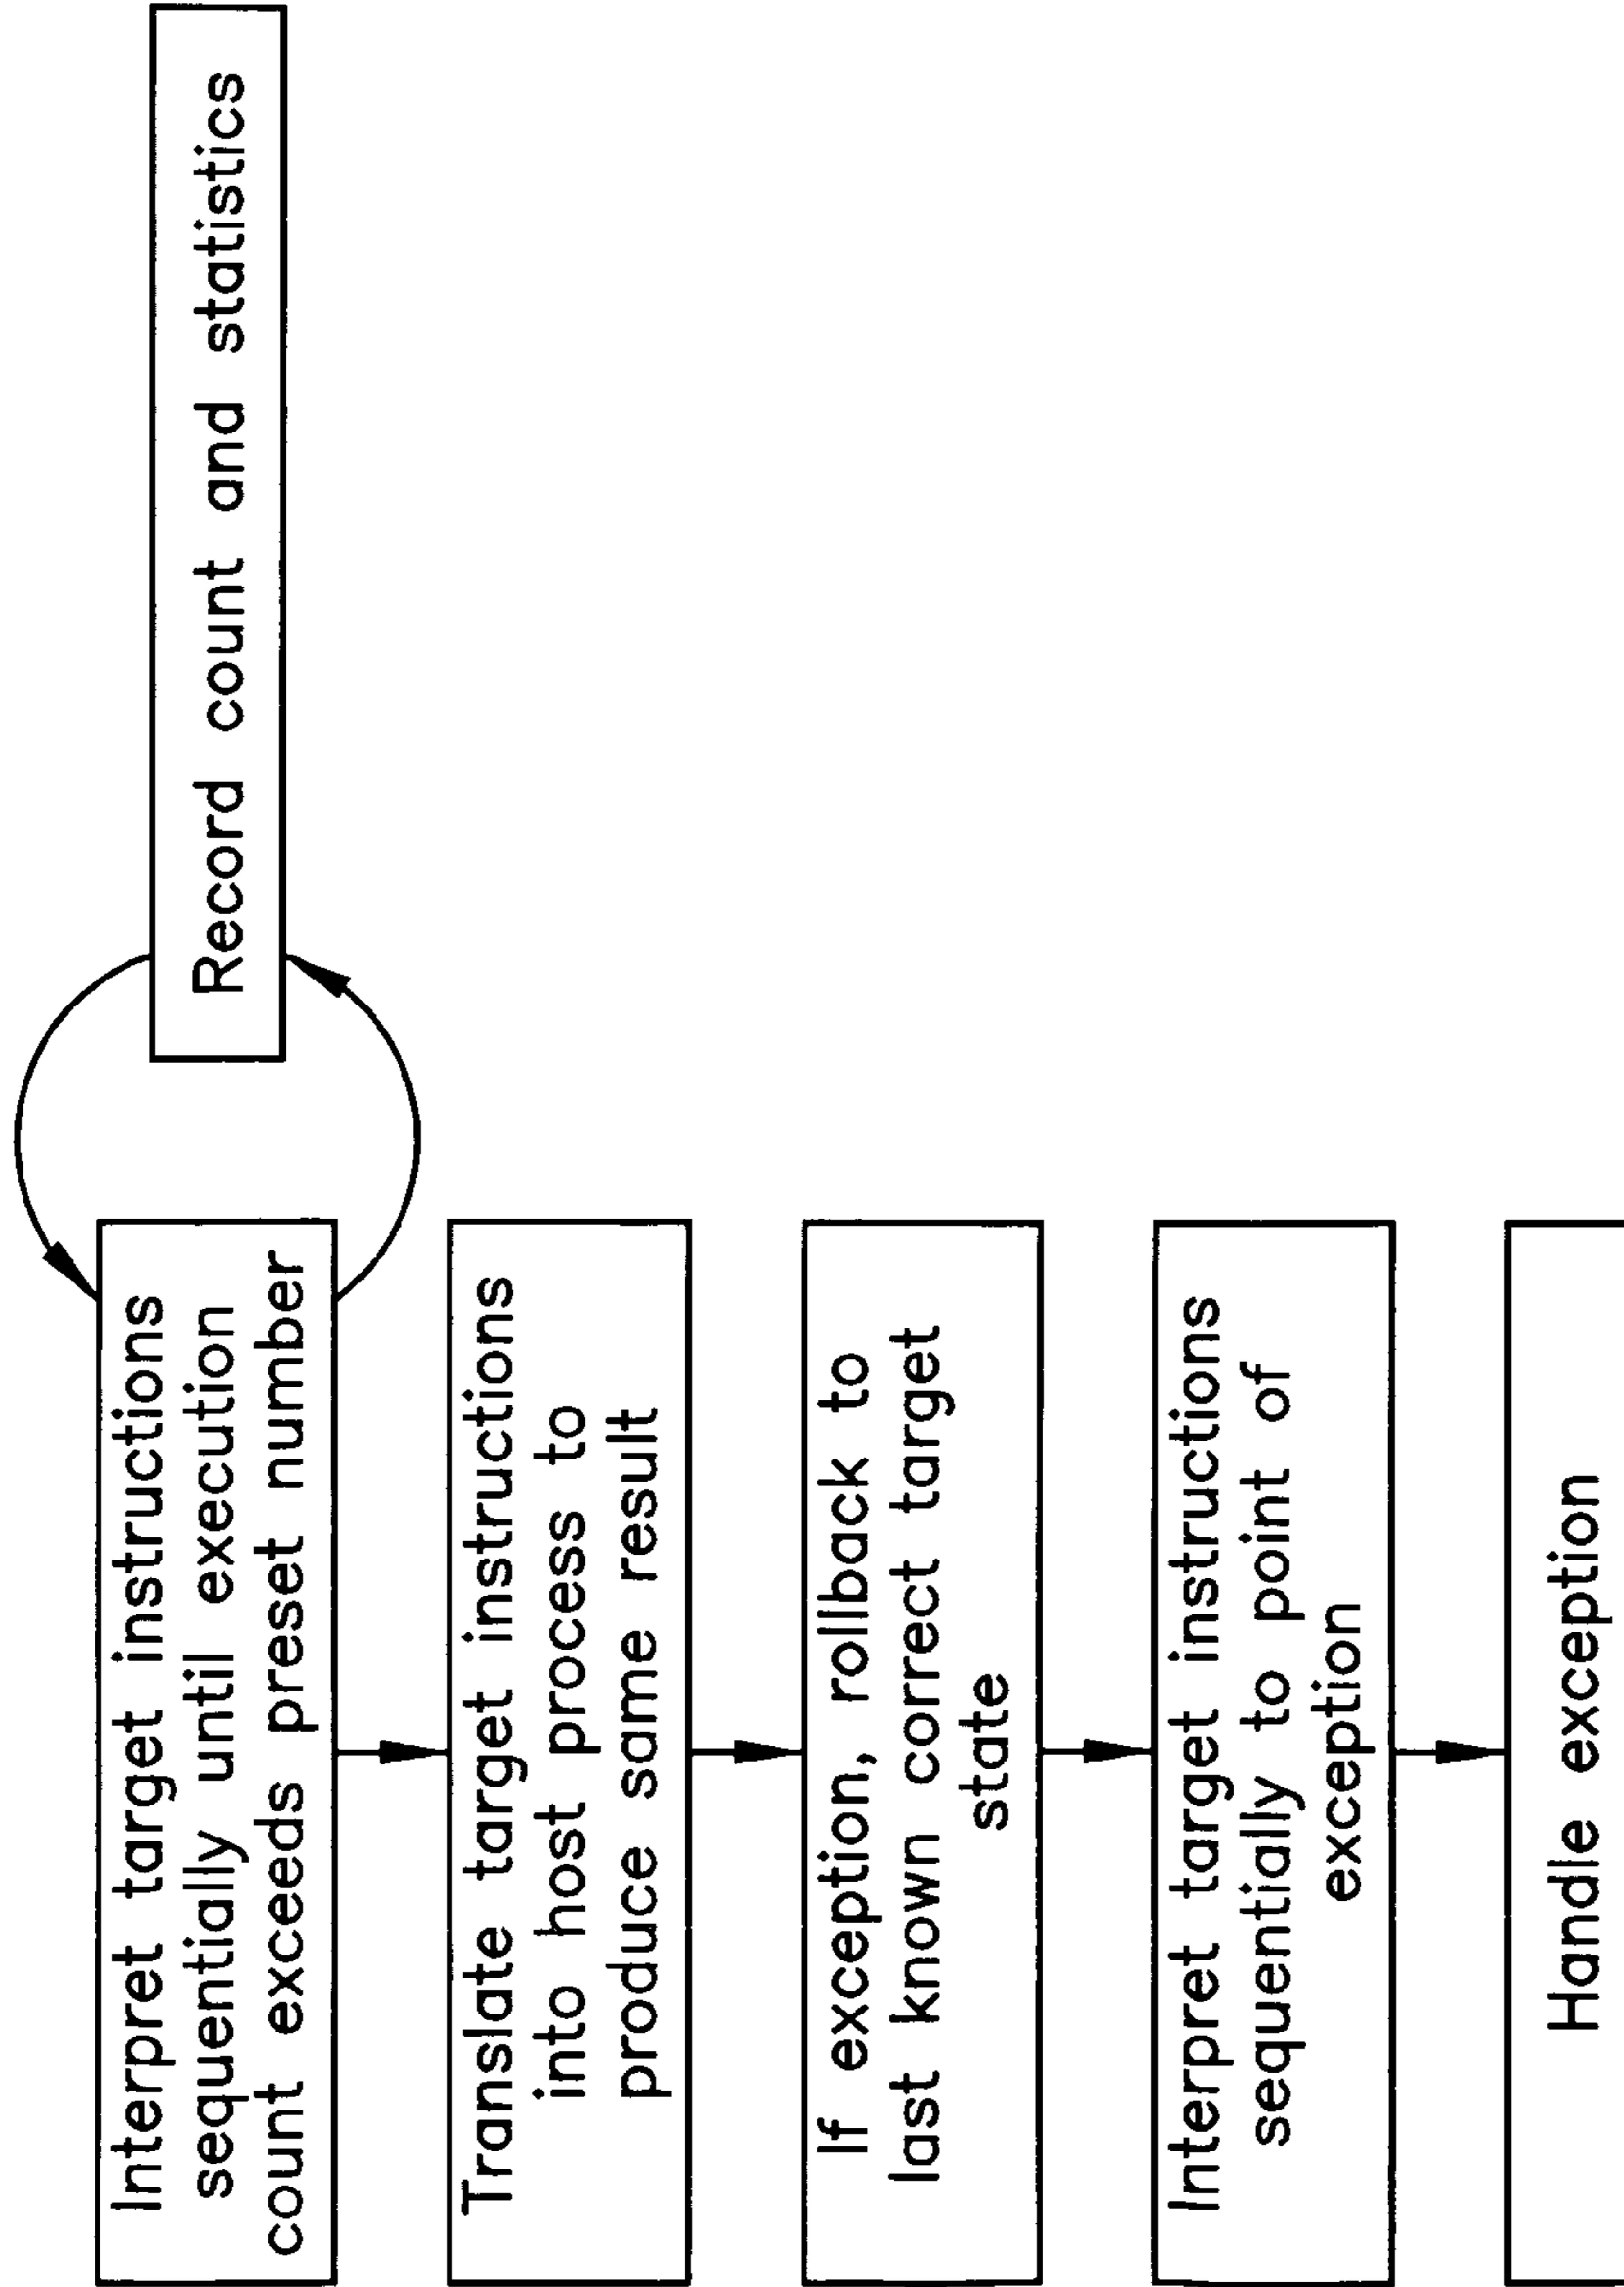 Interpret target instructions
sequentially until execution
count exceeds preset number
Record count and statistics
Translate target instructions
into host process to
produce same result
If exception, rollback to
last known correct target
state
Interpret target instructions
sequentially to point of
exception
Handle exception